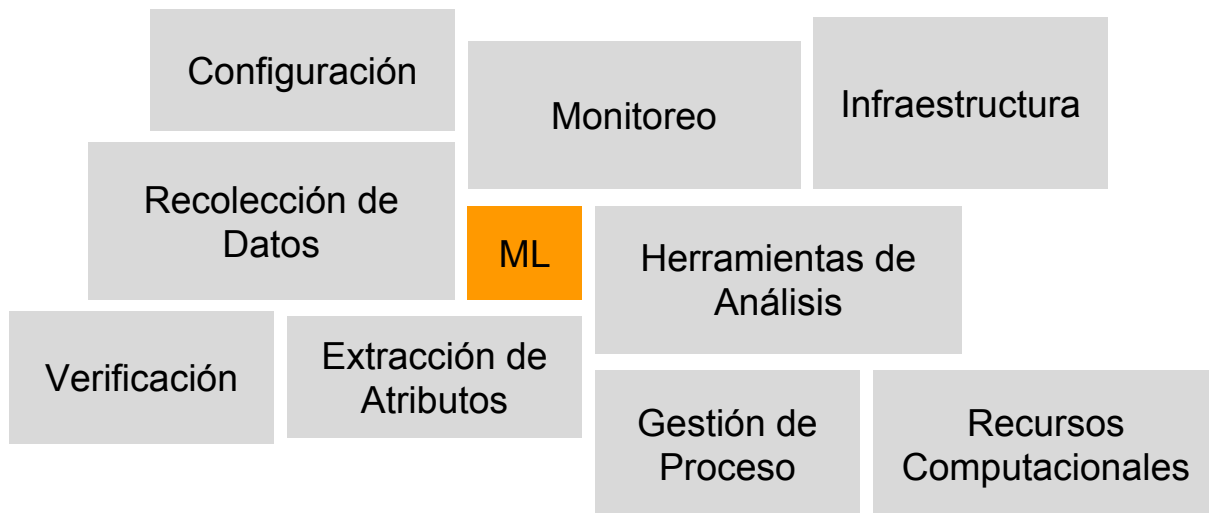 Configuración
Monitoreo
Infraestructura
Recolección de
Datos
ML
Herramientas de
Análisis
Verificación
Extracción de
Atributos
Gestión de
Proceso
Recursos
Computacionales